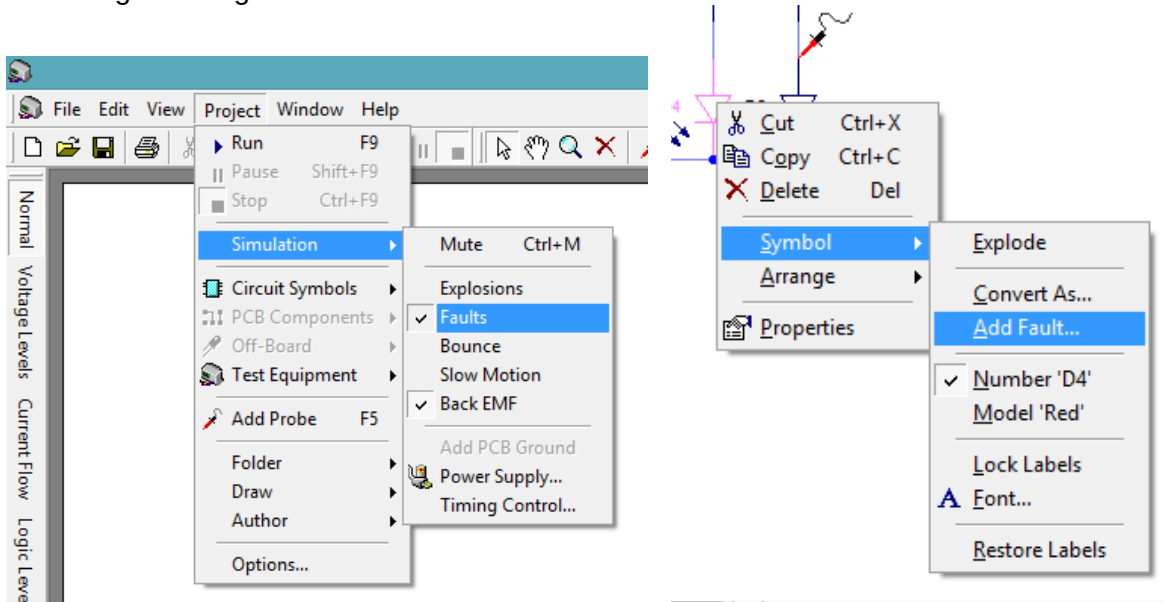 File Edit View Project Window Help
Run F9
Pause Shift+F9
Stop Ctrl+F9
Simulation
Circuit Symbols
PCB Components
Off-Board
Test Equipment
Add Probe F5
Folder
Draw
Author
Options...
Mute Ctrl+M
Explosions
Faults
Bounce
Slow Motion
Back EMF
Add PCB Ground
Power Supply...
Timing Control...
Normal
Voltage Levels
Current Flow
Logic Leve
Cut Ctrl+X
Copy Ctrl+C
Delete Del
Symbol
Arrange
Properties
Explode
Convert As...
Add Fault...
Number 'D4'
Model 'Red'
Lock Labels
Font...
Restore Labels